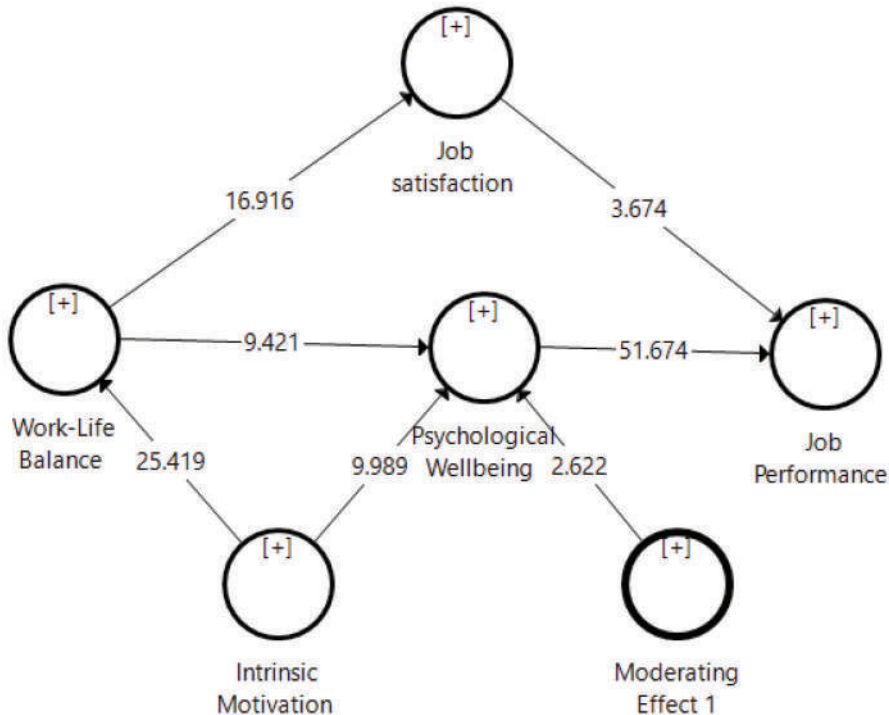 [+]
Job
satisfaction
16.916
3.674
[+]
[+]
[+]
9.421
51.674
Work-Life
Balance
Psychological
Wellbeing
Job
Performance
25.419
9.989
2.622
[+]
[+]
Intrinsic
Motivation
Moderating
Effect 1